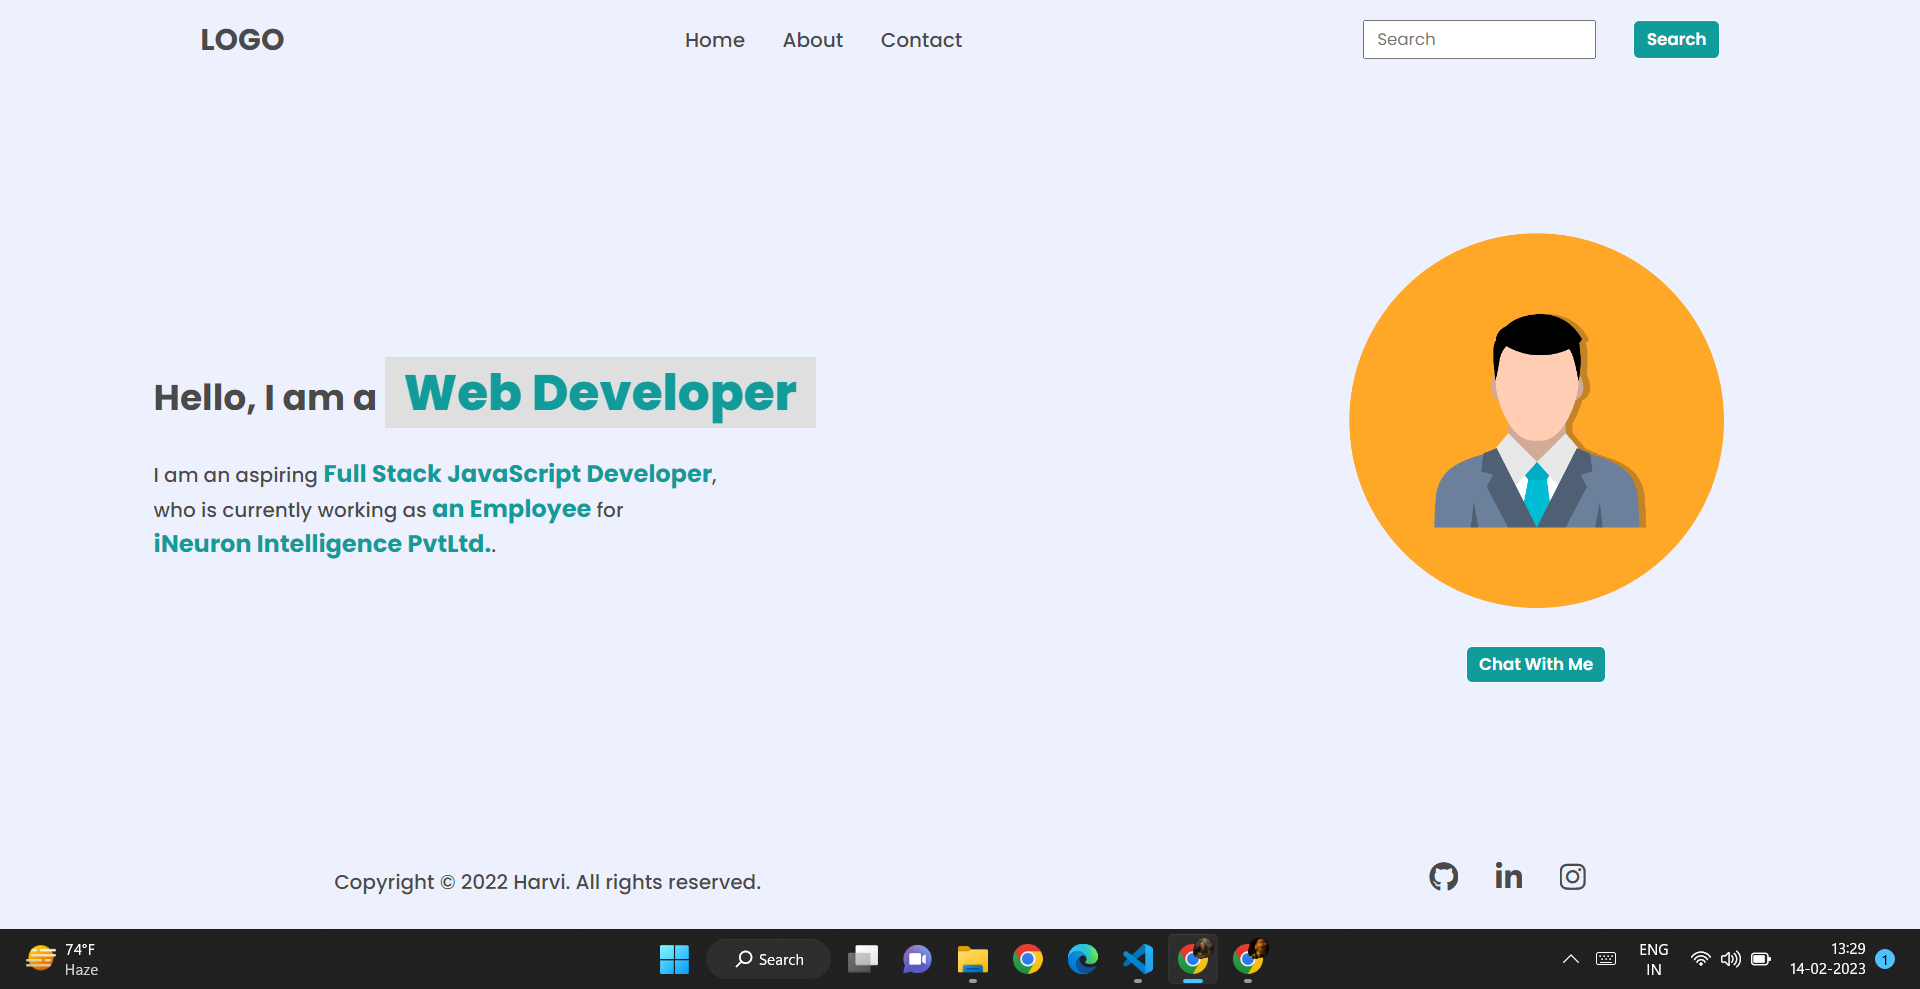 LOGO
Home About Contact
Search
Search
Hello, I am a Web Developer
I am an aspiring Full Stack JavaScript Developer,
who is currently working as an Employee for
iNeuron Intelligence PvtLtd..
Chat With Me
Copyright © 2022 Harvi. All rights reserved.
in
74°F
Haze
Search
ENG
IN
13:29
14-02-2023
1